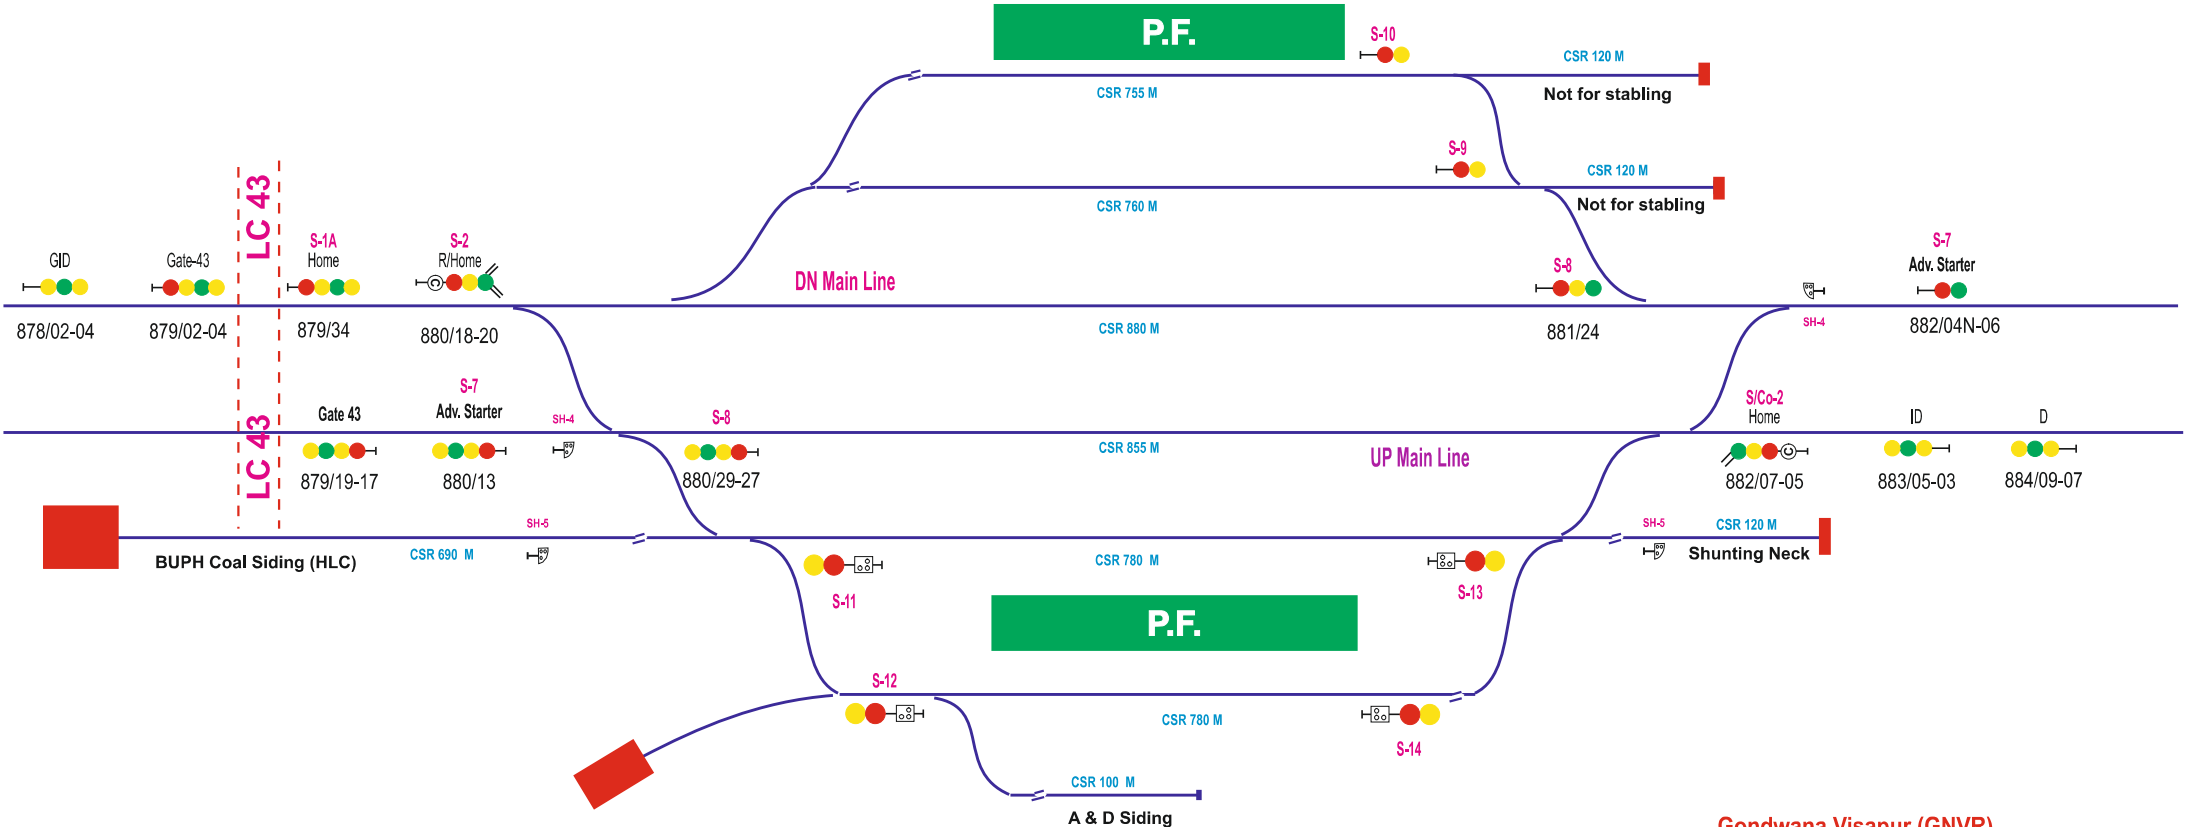 P.F.
S-10
CSR 120 M
CSR 755 M
Not for stabling
S-9
CSR 120 M
CSR 760 M
Not for stabling
LC 43
GID
Gate-43
S-1A
Home
S-2
R/Home
C
DN Main Line
S-8
S-7
Adv. Starter
878/02-04
879/02-04
879/34
880/18-20
CSR 880 M
881/24
SH-4
882/04N-06
LC 43
Gate 43
S-7
Adv. Starter
SH-4
S-8
CSR 855 M
UP Main Line
S/Co-2
Home
ID
D
C
879/19-17
880/13
880/29-27
882/07-05
883/05-03
884/09-07
SH-5
SH-5
CSR 120 M
BUPH Coal Siding (HLC)
CSR 690 M
CSR 780 M
Shunting Neck
S-11
S-13
P.F.
S-12
CSR 780 M
S-14
CSR 100 M
A & D Siding
Gondwana Visapur (GNVR)